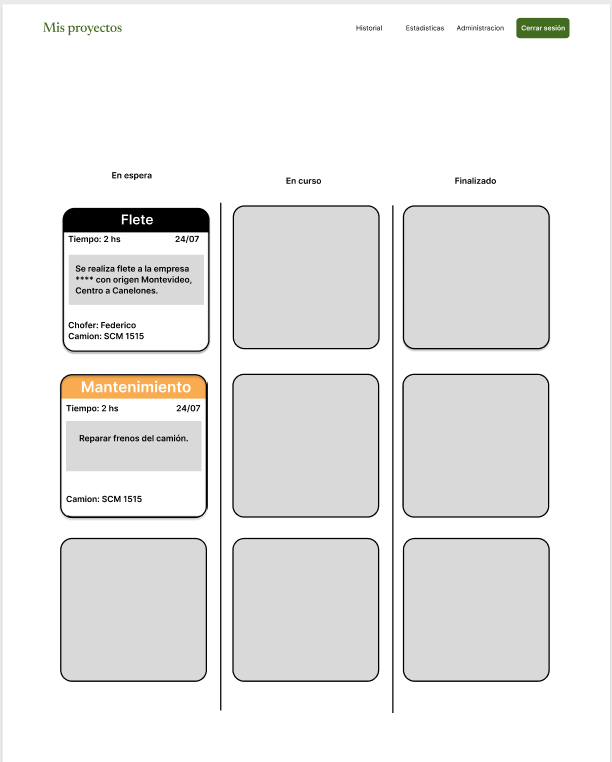 Mis proyectos
Historial
Estadisticas
Administracion
Cerrar sesión
En espera
En curso
Finalizado
Flete
Tiempo: 2 hs
24/07
Se realiza flete a la empresa
**** con origen Montevideo,
Centro a Canelones.
Chofer: Federico
Camion: SCM 1515
Mantenimiento
Tiempo: 2 hs
24/07
Reparar frenos del camión.
Camion: SCM 1515